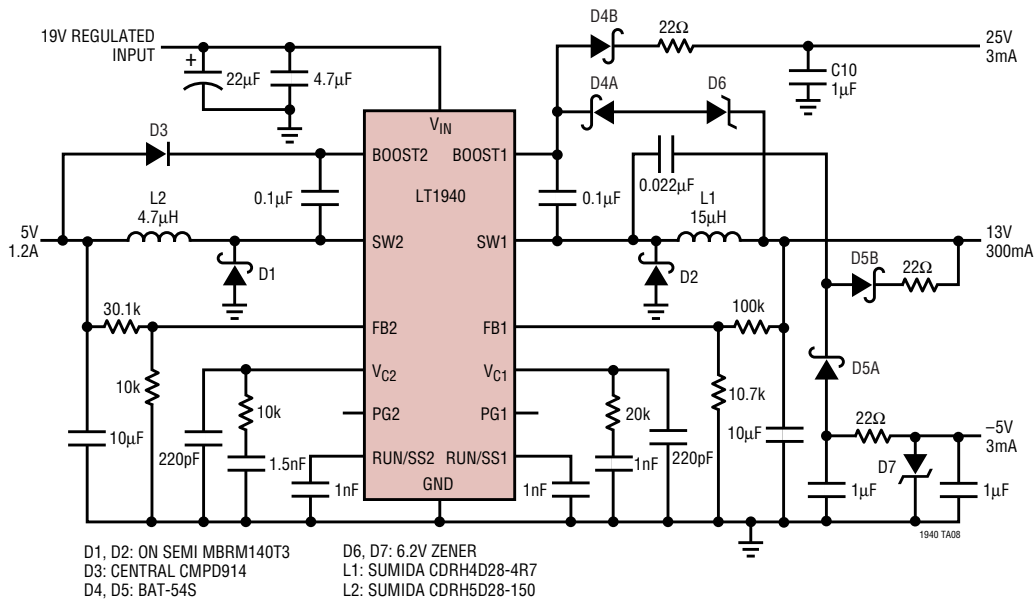 19V REGULATED
INPUT
+
22µF
4.7µF
D4B
22Ω
25V
3mA
C10
1µF
D4A
D6
D3
VIN
BOOST2
BOOST1
LT1940
0.1µF
0.1µF
0.022µF
L2
4.7µH
L1
15µH
5V
1.2A
SW2
SW1
13V
300mA
D1
D2
D5B
22Ω
30.1k
FB2
FB1
100k
10k
VC2
VC1
10.7k
D5A
10k
20k
PG2
PG1
22Ω
–5V
3mA
10µF
220pF
1.5nF
RUN/SS2
RUN/SS1
1nF
220pF
10µF
D7
1nF
GND
1nF
1µF
1µF
1940 TA08
D1, D2: ON SEMI MBRM140T3
D3: CENTRAL CMPD914
D4, D5: BAT-54S
D6, D7: 6.2V ZENER
L1: SUMIDA CDRH4D28-4R7
L2: SUMIDA CDRH5D28-150